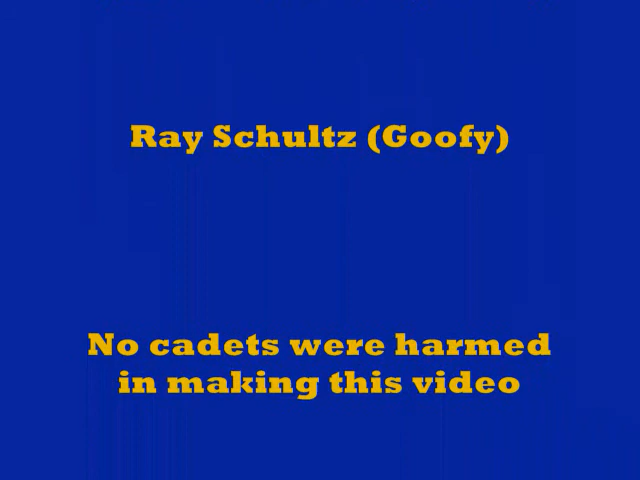 Ray Schultz (Goofy)
No cadets were harmed
in making this video